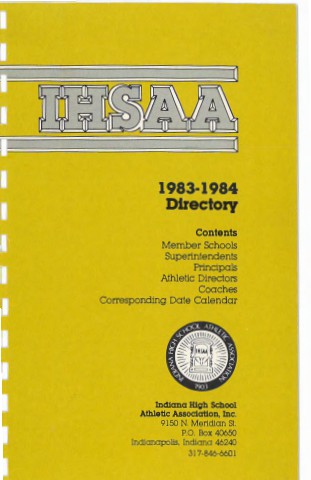 IHSAA
1983-1984
Directory
Contents
Member Schools
Superintendents
Principals
Athletic Directors
Coaches
Corresponding Date Calendar
INDIANA HIGH SCHOOL ATHLETIC ASSOCIATION
IHSAA
1903
Indiana High School
Athletic Association, Inc.
9150 N. Meridian St.
P.O. Box 40650
Indianapolis, Indiana 46240
317-846-6601